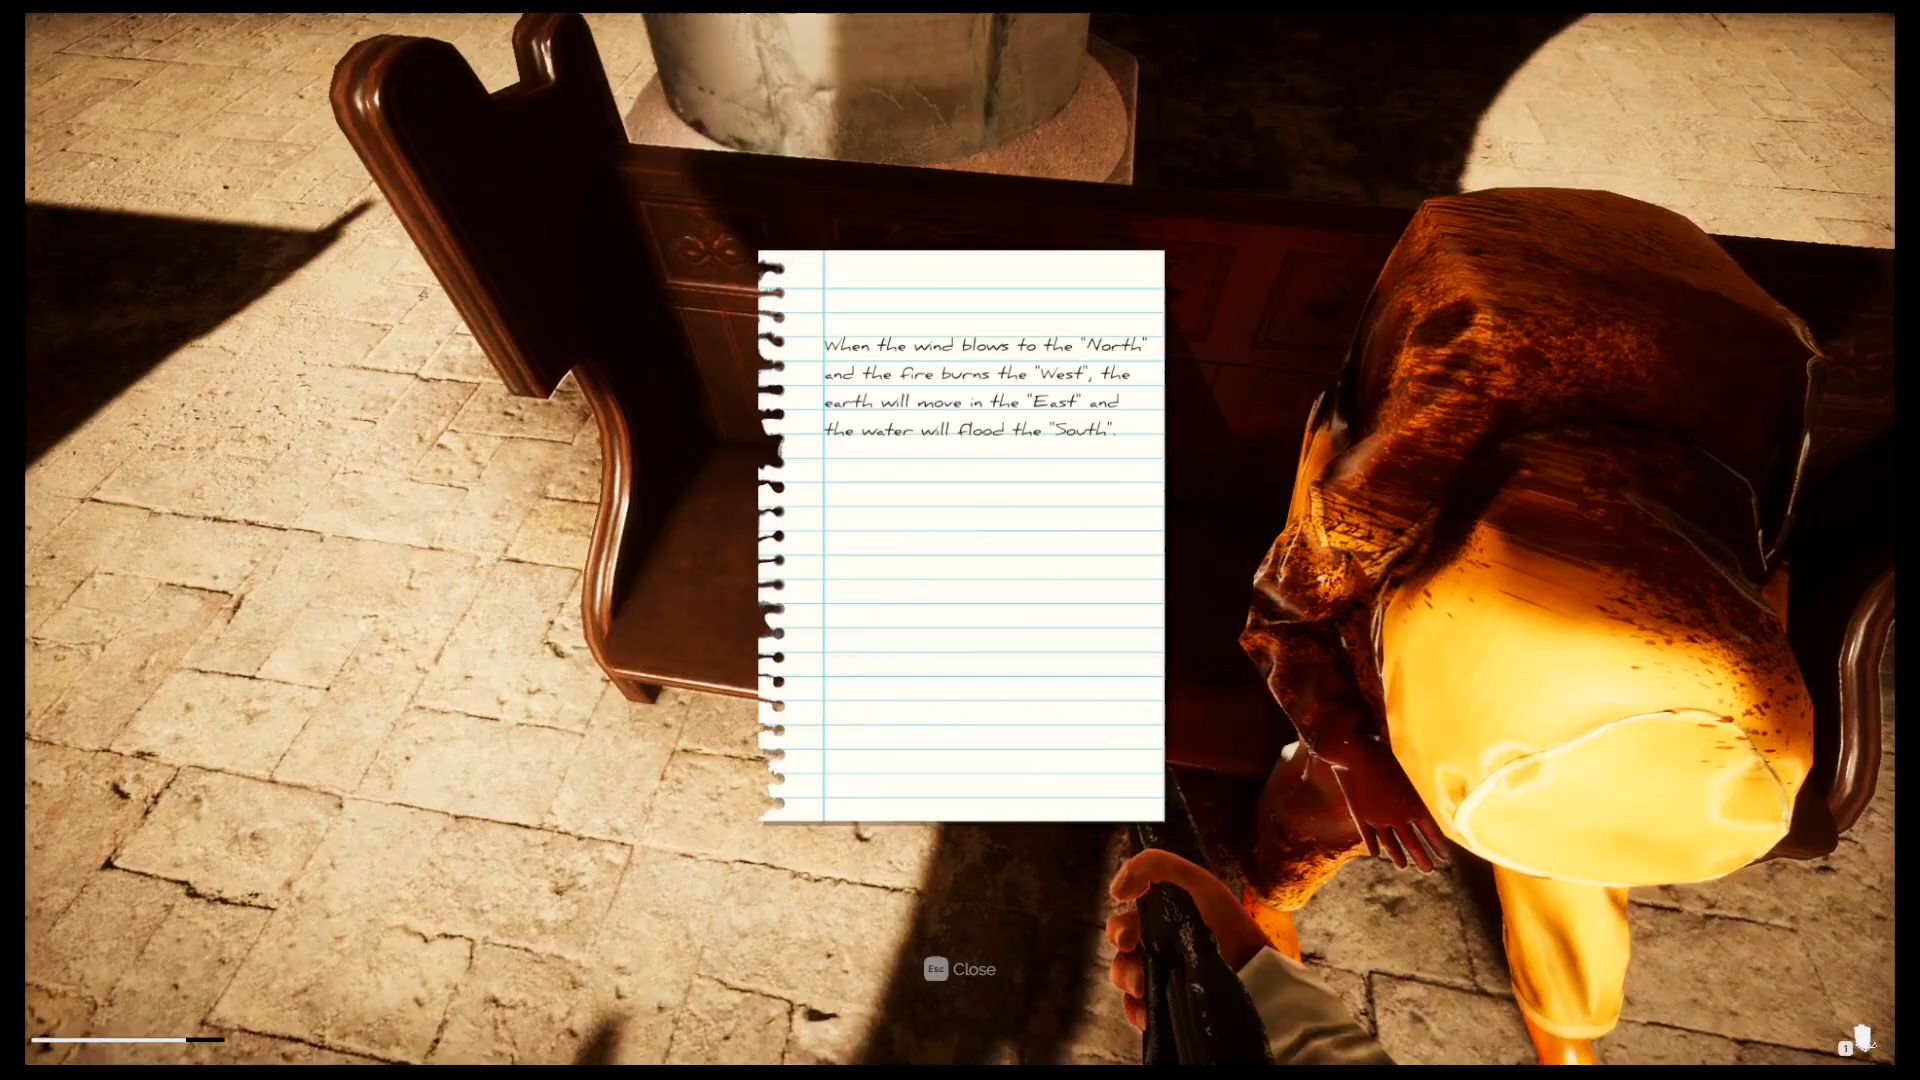 When the wind blows to the "North"
and the fire burns the "West", the
earth will move in the "East" and
the water will flood the "South".
Esc Close
1